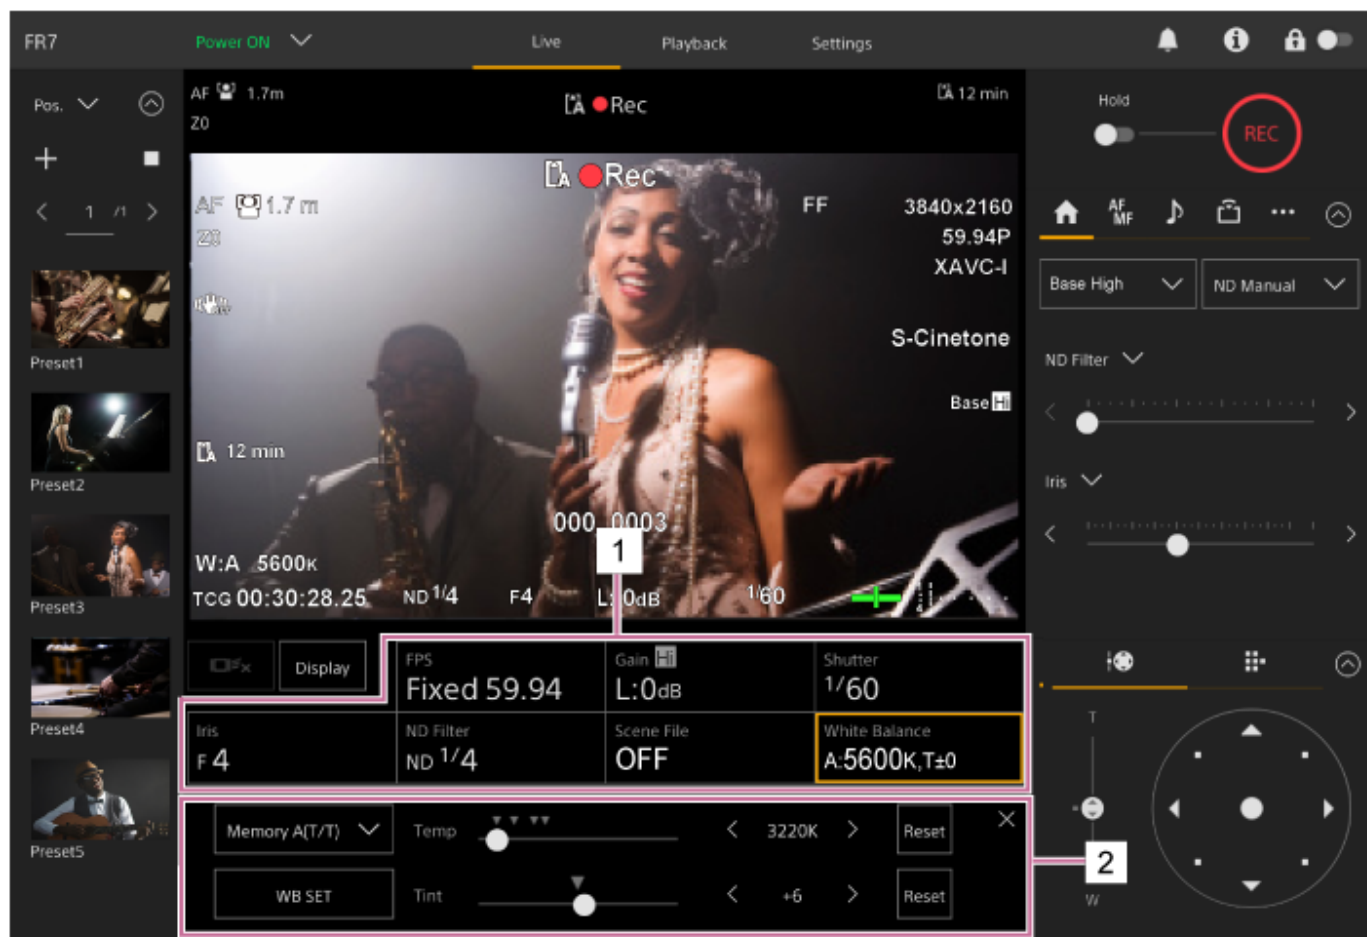 FR7
Power ON
Live
Playback
Settings
Pos.
1 /1
Preset1
Preset2
Preset3
Preset4
Preset5
AF 1.7m
Z0
A Rec
A 12 min
A Rec
AF 1.7 m
Z0
FF
3840x2160
59.94P
XAVC-I
S-Cinetone
Base Hi
A 12 min
000_0003
W:A 5600K
TCG 00:30:28.25 ND 1/4 F4 L:0dB 1/60
1
Display
FPS
Fixed 59.94
Gain Hi
L:0dB
Shutter
1/60
Iris
F 4
ND Filter
ND 1/4
Scene File
OFF
White Balance
A:5600K,T±0
Memory A(T/T)
Temp
3220K
Reset
WB SET
Tint
+6
Reset
2
Hold
REC
AF
MF
Base High
ND Manual
ND Filter
Iris
T
W